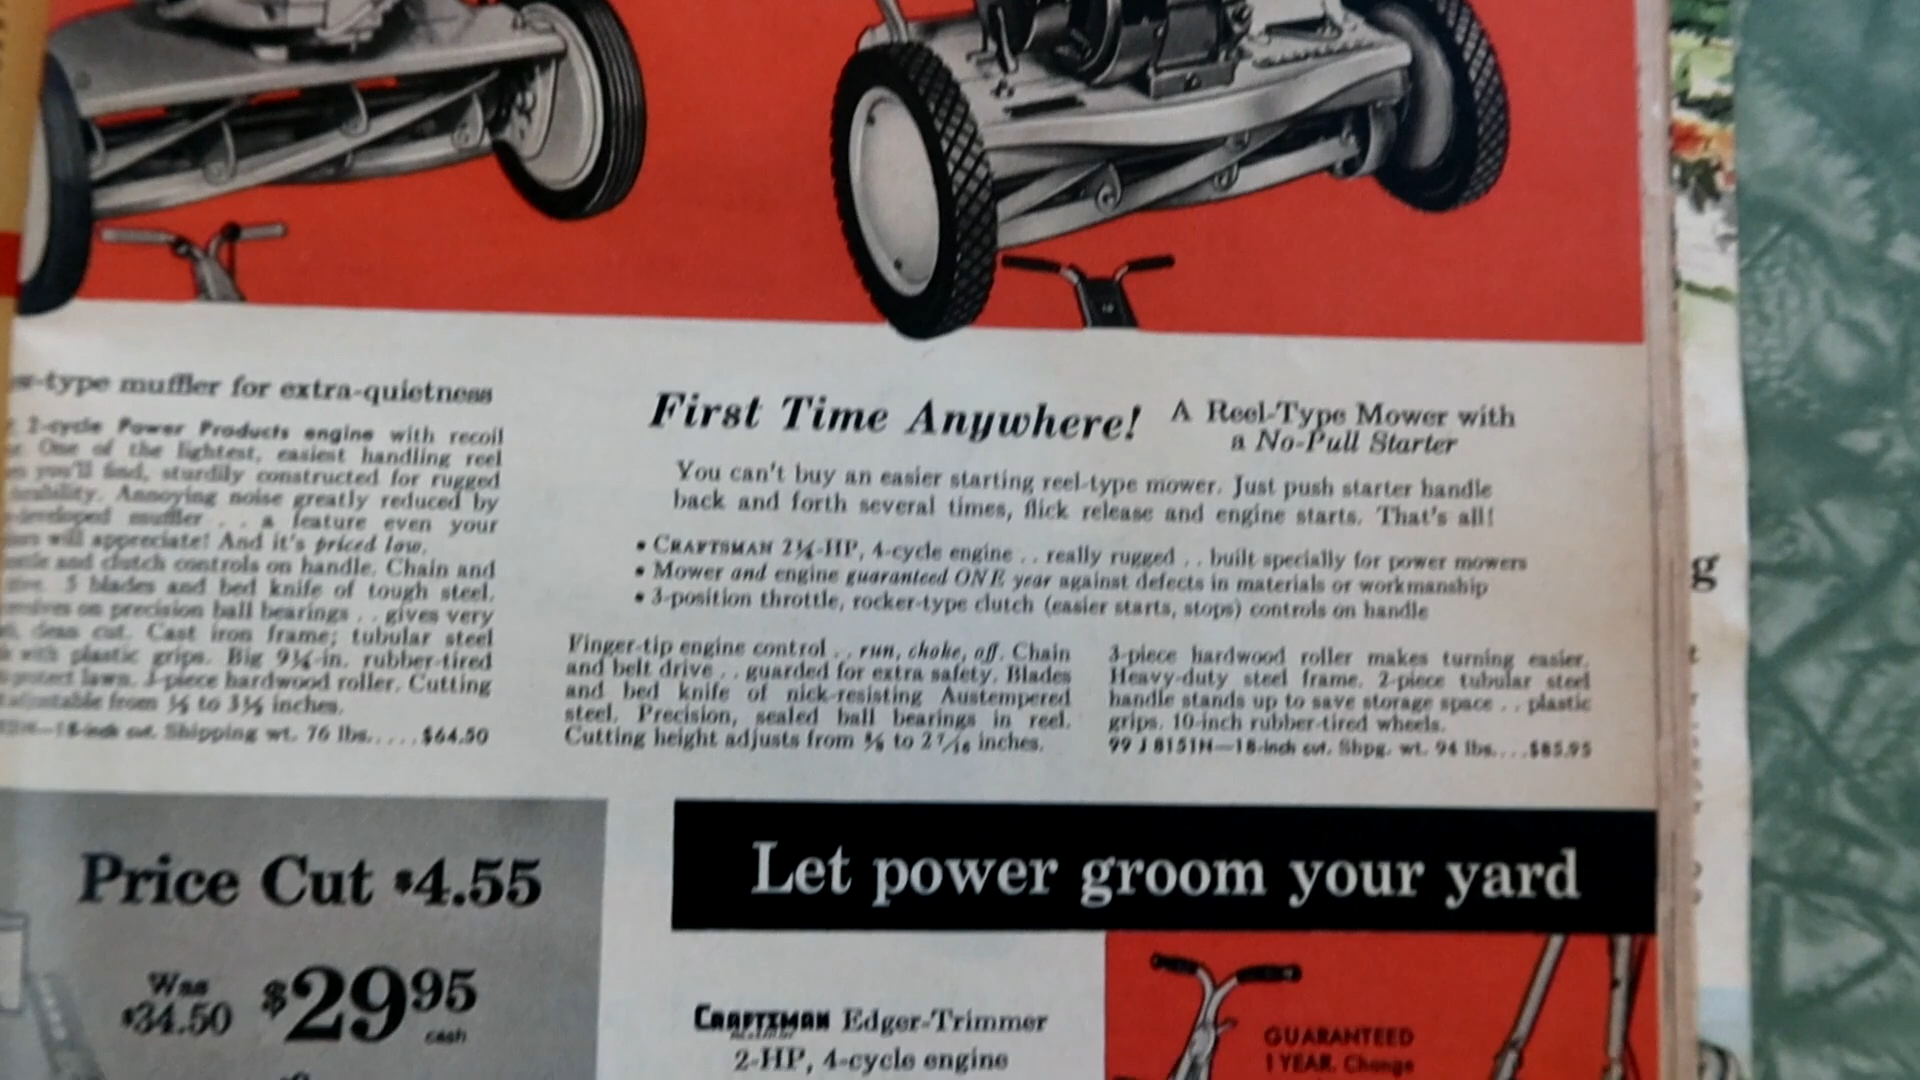 -type muffler for extra-quietness
2-cycle Power Products engine with recoil
One of the lightest, easiest handling reel
you'll find, sturdily constructed for rugged
Annoying noise greatly reduced by
muffler . . a feature even your
will appreciate! And it's priced low.
and clutch controls on handle. Chain and
5 blades and bed knife of tough steel.
on precision ball bearings . . gives very
clean cut. Cast iron frame; tubular steel
with plastic grips. Big 9¼-in. rubber-tired
protect lawn. 3-piece hardwood roller. Cutting
from to inches.
18-inch cut. Shipping wt. 76 lbs.....$64.50
First Time Anywhere!
A Reel-Type Mower with
a No-Pull Starter
You can't buy an easier starting reel-type mower. Just push starter handle
back and forth several times, flick release and engine starts. That's all!
• CRAFTSMAN 2¼-HP, 4-cycle engine . . really rugged . . built specially for power mowers
• Mower and engine guaranteed ONE year against defects in materials or workmanship
• 3-position throttle, rocker-type clutch (easier starts, stops) controls on handle
Finger-tip engine control . . run, choke, off. Chain
and belt drive . . guarded for extra safety. Blades
and bed knife of nick-resisting Austempered
steel. Precision, sealed ball bearings in reel.
Cutting height adjusts from to 2 7/16 inches.
3-piece hardwood roller makes turning easier.
Heavy-duty steel frame. 2-piece tubular steel
handle stands up to save storage space . . plastic
grips. 10-inch rubber-tired wheels.
99 J 8151N—18-inch cut. Shpg. wt. 94 lbs....$85.95
Price Cut $4.55
Was
$34.50
$29.95
cash
Let power groom your yard
CRAFTSMAN Edger-Trimmer
2-HP, 4-cycle engine
GUARANTEED
1 YEAR. Change
g